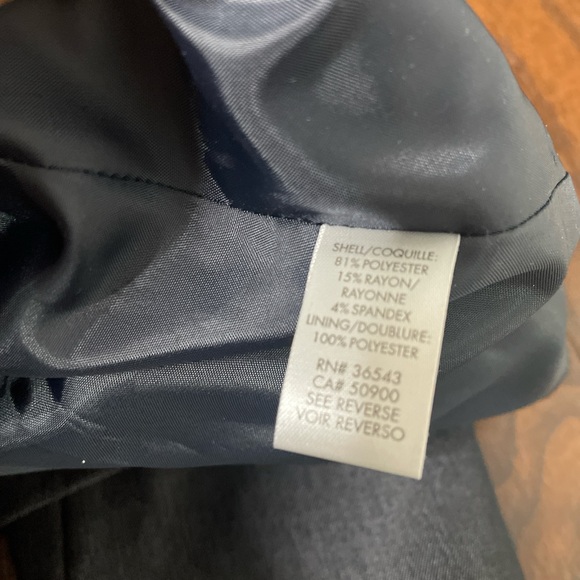 SHELL/COQUILLE:
81% POLYESTER
15% RAYON/
RAYONNE
4% SPANDEX
LINING/DOUBLURE:
100% POLYESTER
RN# 36543
CA# 50900
SEE REVERSE
VOIR REVERSO